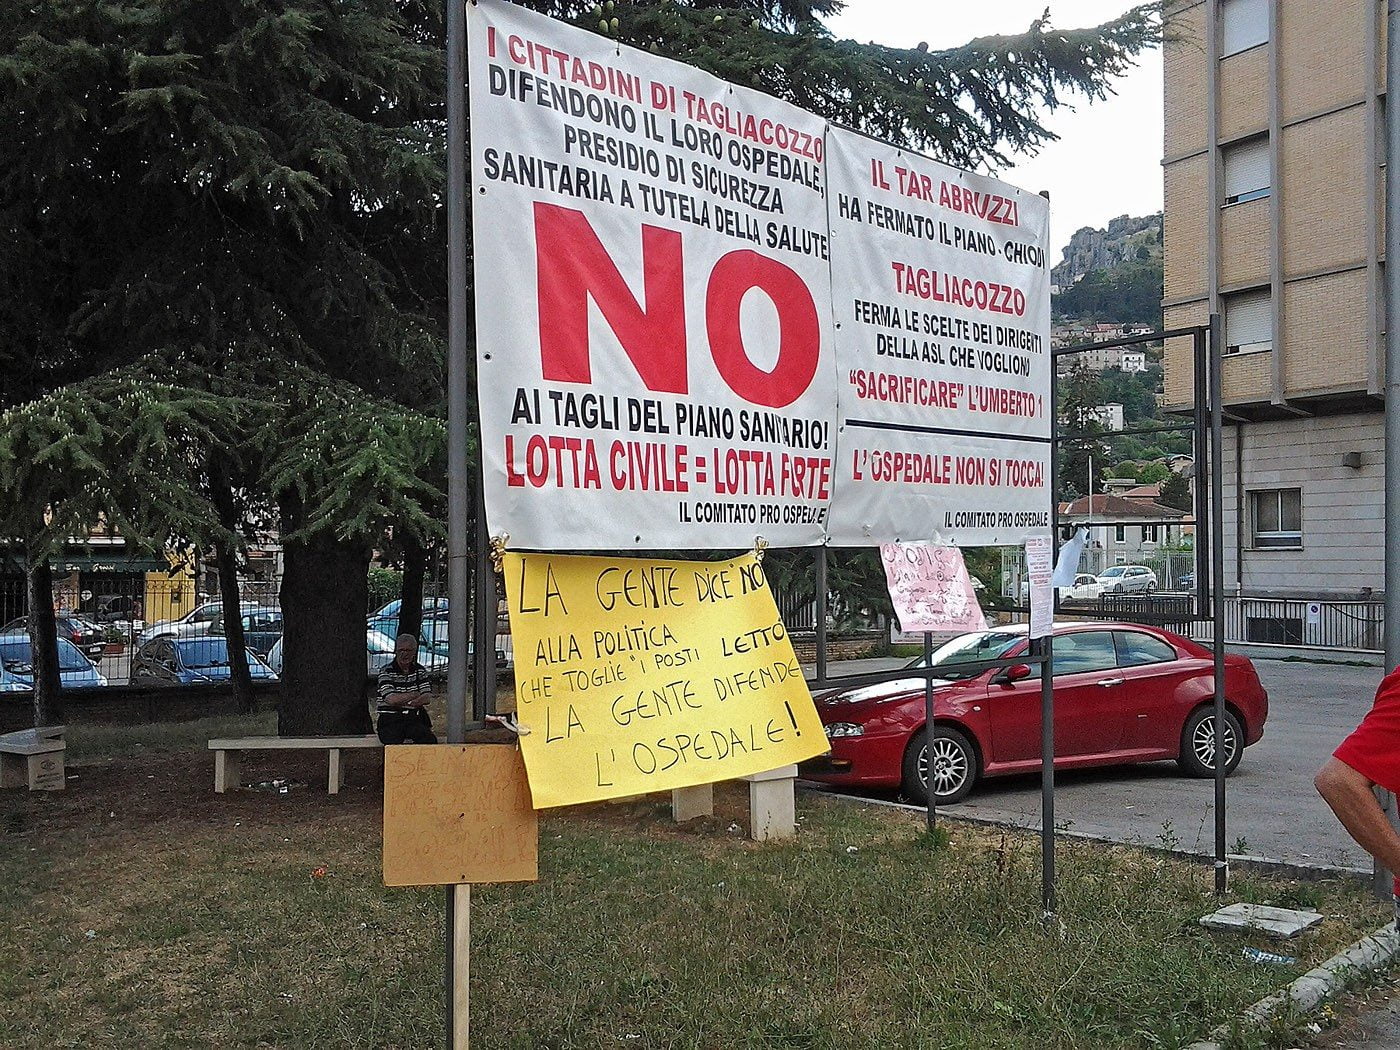 I CITTADINI DI TAGLIACOZZO
DIFENDONO IL LORO OSPEDALE,
PRESIDIO DI SICUREZZA
SANITARIA A TUTELA DELLA SALUTE
NO
AI TAGLI DEL PIANO SANITARIO!
LOTTA CIVILE = LOTTA FORTE
IL COMITATO PRO OSPEDALE
IL TAR ABRUZZI
HA FERMATO IL PIANO - CHIODI
TAGLIACOZZO
FERMA LE SCELTE DEI DIRIGENTI
DELLA ASL CHE VOGLIONO
"SACRIFICARE" L'UMBERTO 1
L'OSPEDALE NON SI TOCCA!
IL COMITATO PRO OSPEDALE
LA GENTE DICE "NO
ALLA POLITICA
CHE TOGLIE" I POSTI LETTO
LA GENTE DIFENDE
L'OSPEDALE!